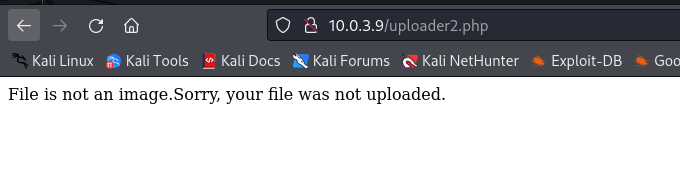 10.0.3.9/uploader2.php
Kali Linux Kali Tools Kali Docs Kali Forums Kali NetHunter Exploit-DB Goo
File is not an image.Sorry, your file was not uploaded.